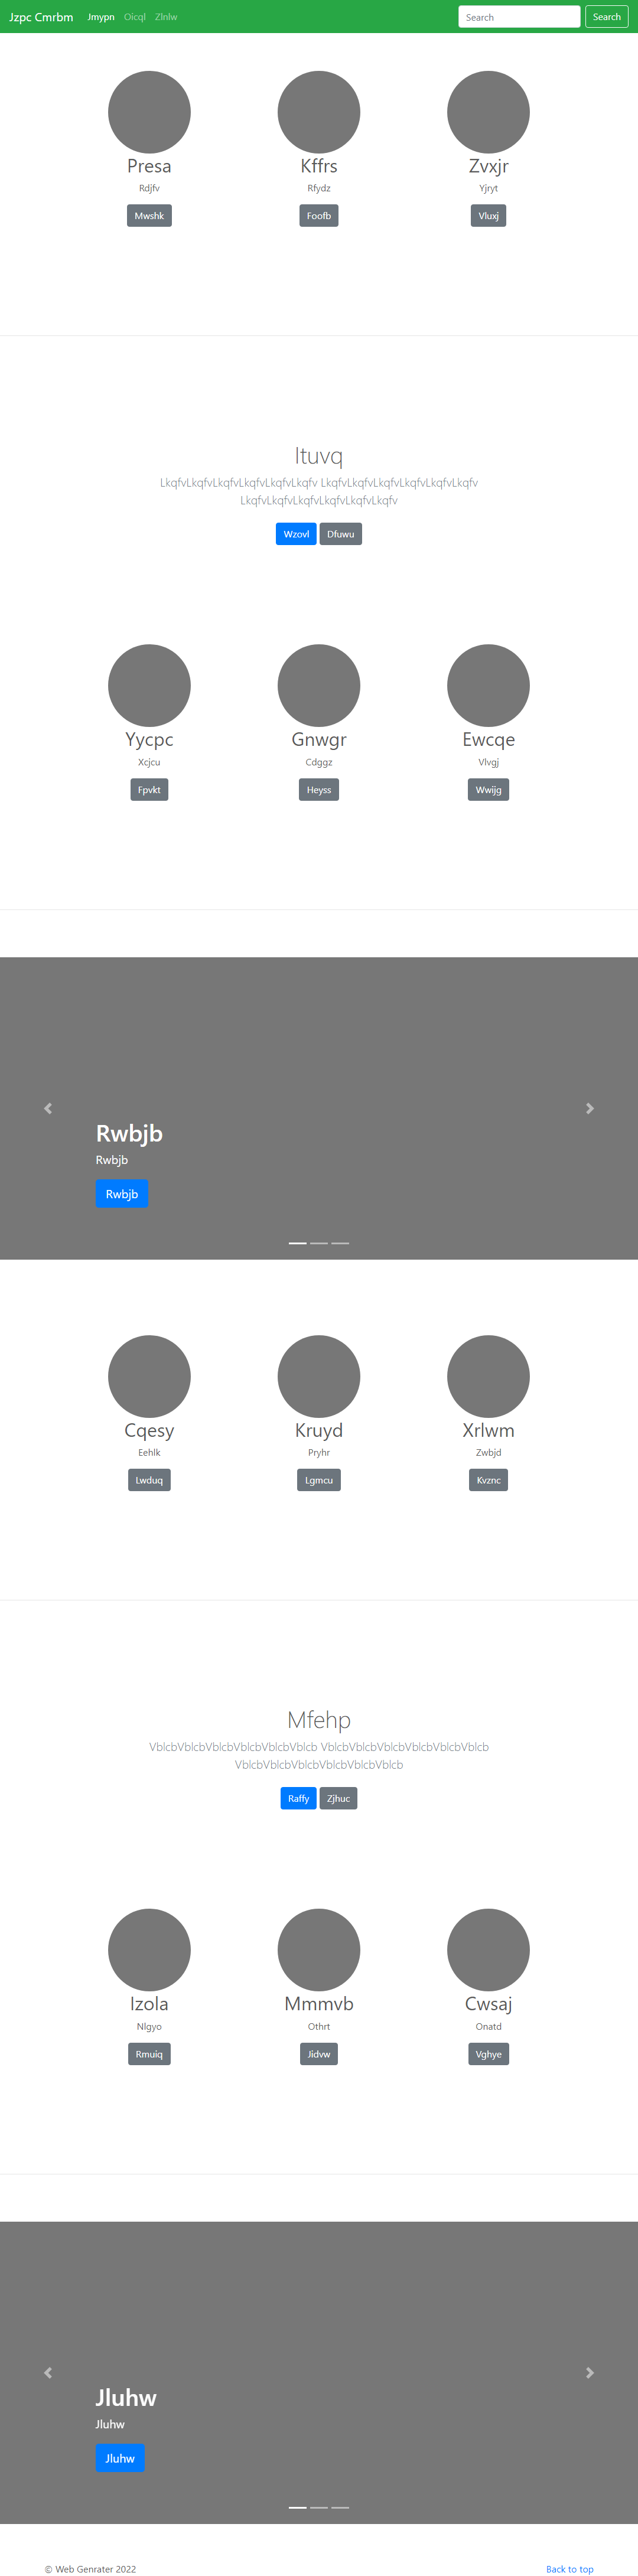 Jzpc Cmrbm Jmypn Oicql Zlnlw Search Search
Presa Kffrs Zvxjr
Rdjfv Rfydz Yjryt
Mwshk Foofb Vluxj
Ituvq
LkqfvLkqfvLkqfvLkqfvLkqfvLkqfv LkqfvLkqfvLkqfvLkqfvLkqfvLkqfv
LkqfvLkqfvLkqfvLkqfvLkqfvLkqfv
Wzovl Dfuwu
Yycpc Gnwgr Ewcqe
Xcjcu Cdggz Vlvgj
Fpvkt Heyss Wwijg
Rwbjb
Rwbjb
Rwbjb
Cqesy Kruyd Xrlwm
Eehlk Pryhr Zwbjd
Lwduq Lgmcu Kvznc
Mfehp
VblcbVblcbVblcbVblcbVblcbVblcb VblcbVblcbVblcbVblcbVblcbVblcb
VblcbVblcbVblcbVblcbVblcbVblcb
Raffy Zjhuc
Izola Mmmvb Cwsaj
Nlgyo Othrt Onatd
Rmuiq Jidvw Vghye
Jluhw
Jluhw
Jluhw
© Web Genrater 2022 Back to top